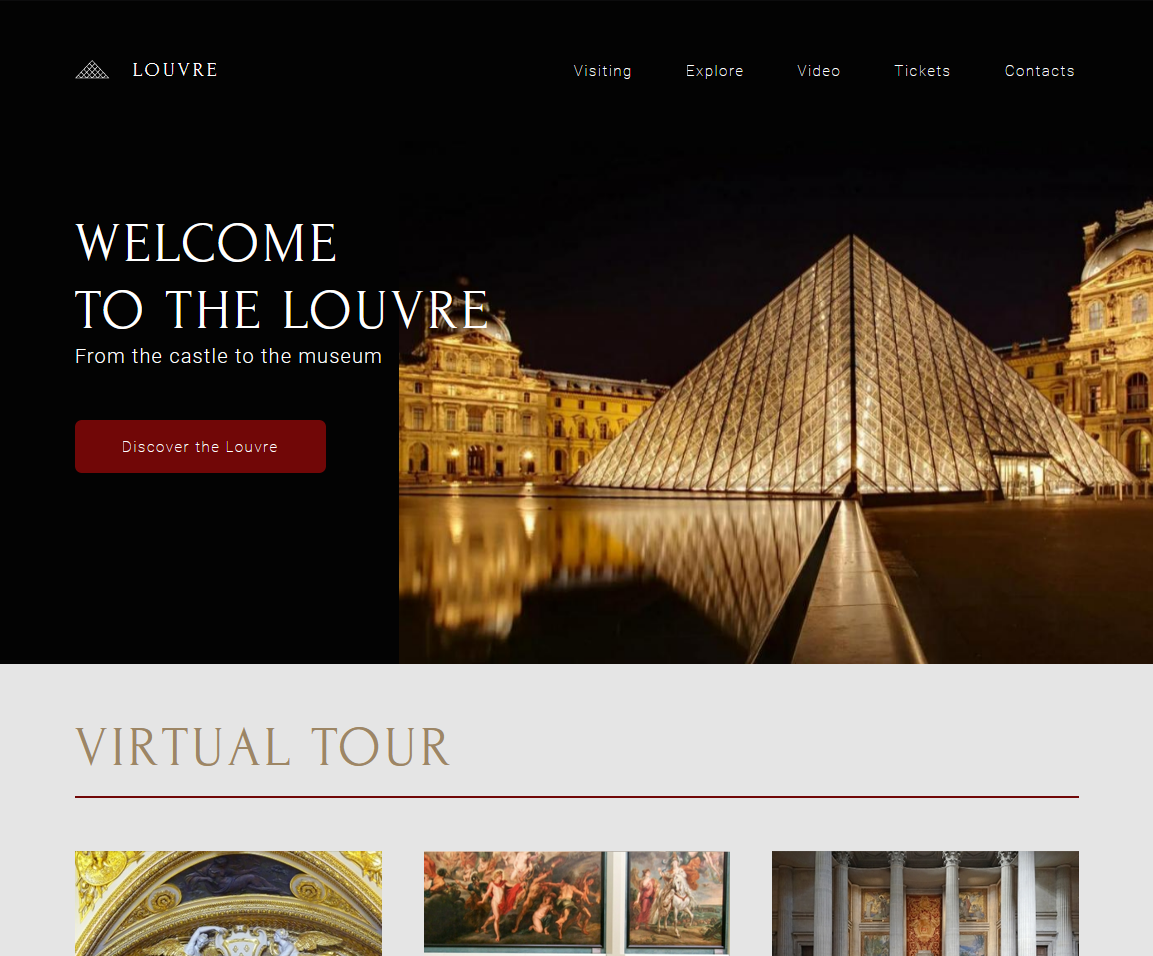 LOUVRE
Visiting
Explore
Video
Tickets
Contacts
WELCOME
TO THE LOUVRE
From the castle to the museum
Discover the Louvre
VIRTUAL TOUR